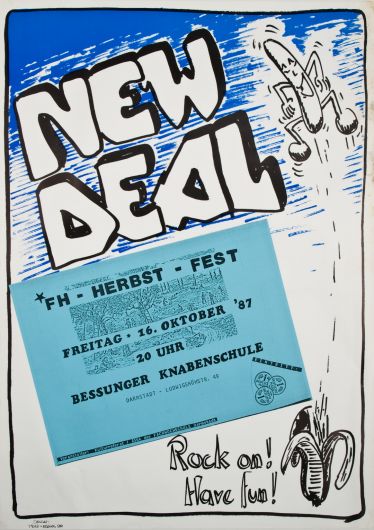 NEW
DEAL
*FH - HERBST - FEST
FREITAG · 16. OKTOBER '87
20 UHR
BESSUNGER KNABENSCHULE
DARMSTADT - LUDWIGSHÖHSTR. 42
Rock on!
Have fun!